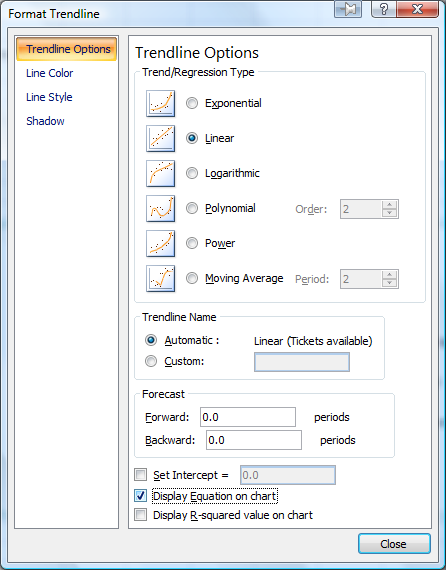 Format Trendline
?
Trendline Options
Line Color
Line Style
Shadow
Trendline Options
Trend/Regression Type
Exponential
Linear
Logarithmic
Polynomial Order: 2
Power
Moving Average Period: 2
Trendline Name
Automatic : Linear (Tickets available)
Custom:
Forecast
Forward: 0.0 periods
Backward: 0.0 periods
Set Intercept = 0.0
Display Equation on chart
Display R-squared value on chart
Close